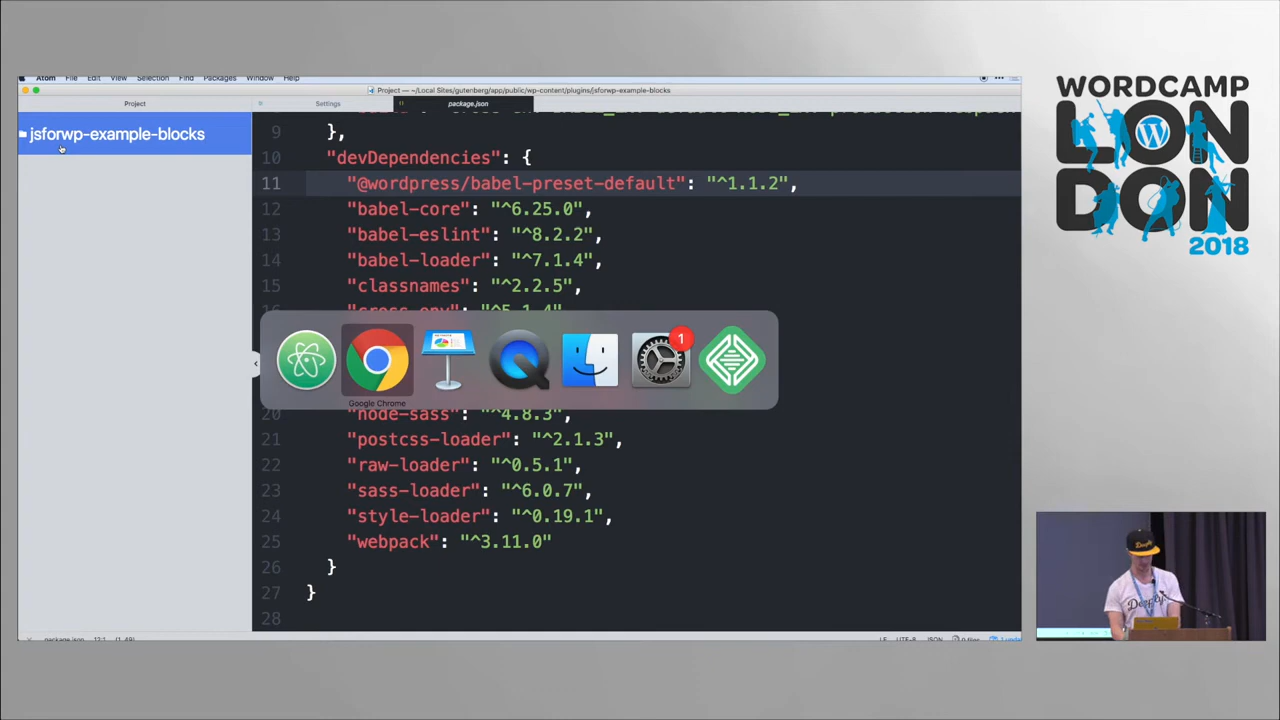 Atom File Edit View Selection Find Packages Window Help
Project — ~/Local Sites/gutenberg/app/public/wp-content/plugins/jsforwp-example-blocks
Project
Settings
package.json
jsforwp-example-blocks
9 },
10 "devDependencies": {
11 "@wordpress/babel-preset-default": "^1.1.2",
12 "babel-core": "^6.25.0",
13 "babel-eslint": "^8.2.2",
14 "babel-loader": "^7.1.4",
15 "classnames": "^2.2.5",
1
Google Chrome
20 "node-sass": "^4.8.3",
21 "postcss-loader": "^2.1.3",
22 "raw-loader": "^0.5.1",
23 "sass-loader": "^6.0.7",
24 "style-loader": "^0.19.1",
25 "webpack": "^3.11.0"
26 }
27 }
28
WORDCAMP
LONDON
2018